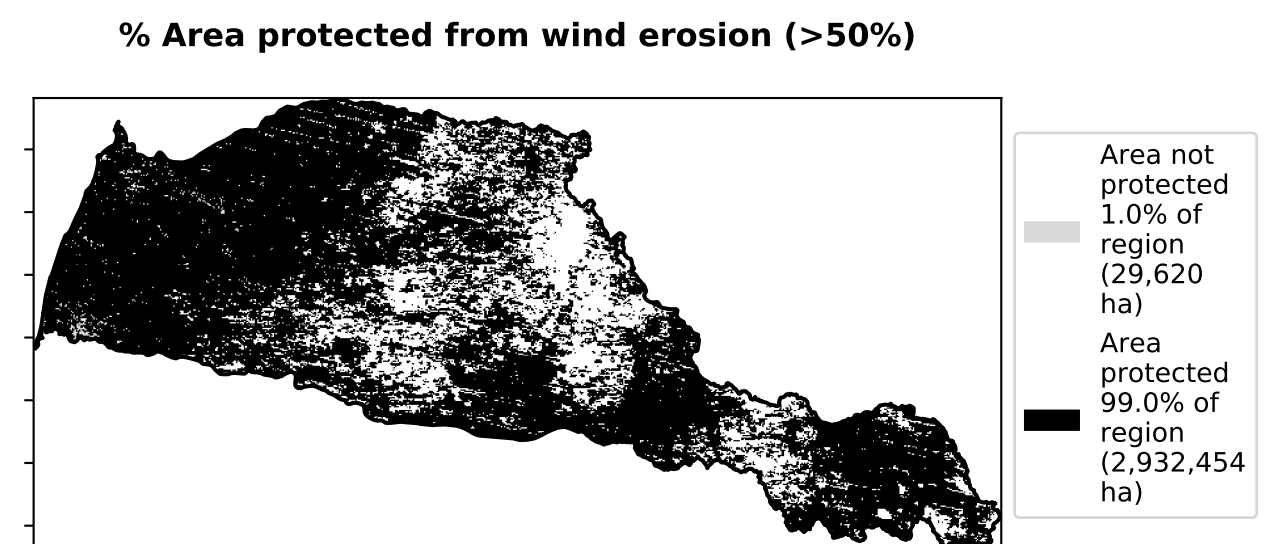 % Area protected from wind erosion (>50%)
Area not
protected
1.0% of
region
(29,620
ha)
Area
protected
99.0% of
region
(2,932,454
ha)